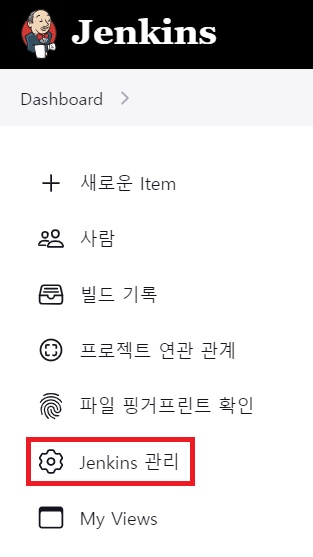 Jenkins
Dashboard
새로운 Item
사람
빌드 기록
프로젝트 연관 관계
파일 핑거프린트 확인
Jenkins 관리
My Views